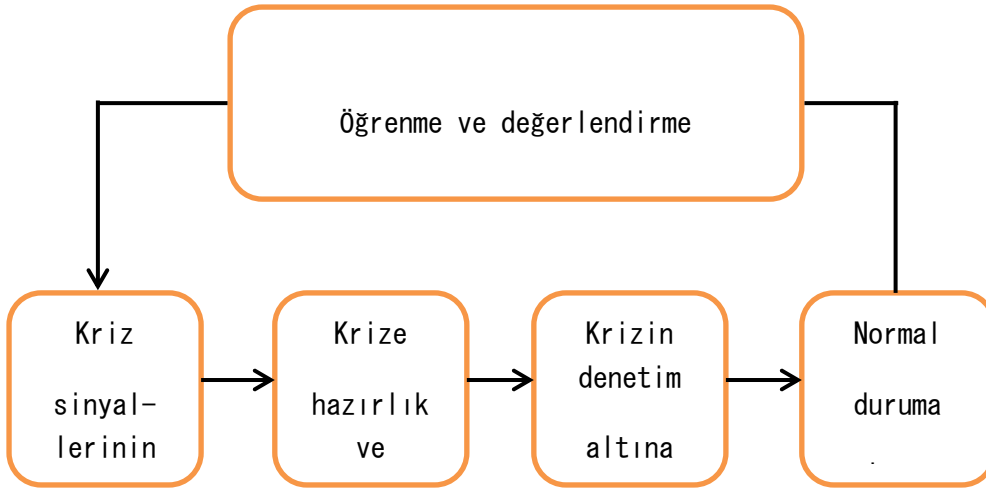 Öğrenme ve değerlendirme
Kriz
sinyal-
lerinin
Krize
hazırlık
ve
Krizin
denetim
altına
Normal
duruma